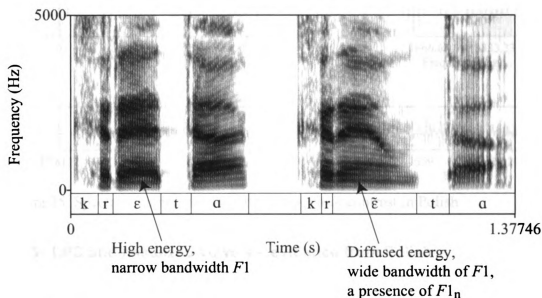 5000
Frequency (Hz)
0
k r ɛ t ɑ k r ɛ̃ t ɑ
0 Time (s) 1.37746
High energy,
narrow bandwidth F1
Diffused energy,
wide bandwidth of F1,
a presence of F1n